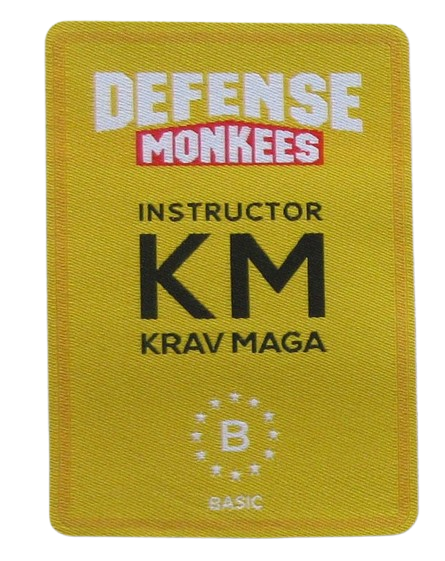 DEFENSE
MONKEES
INSTRUCTOR
KM
KRAV MAGA
B
BASIC